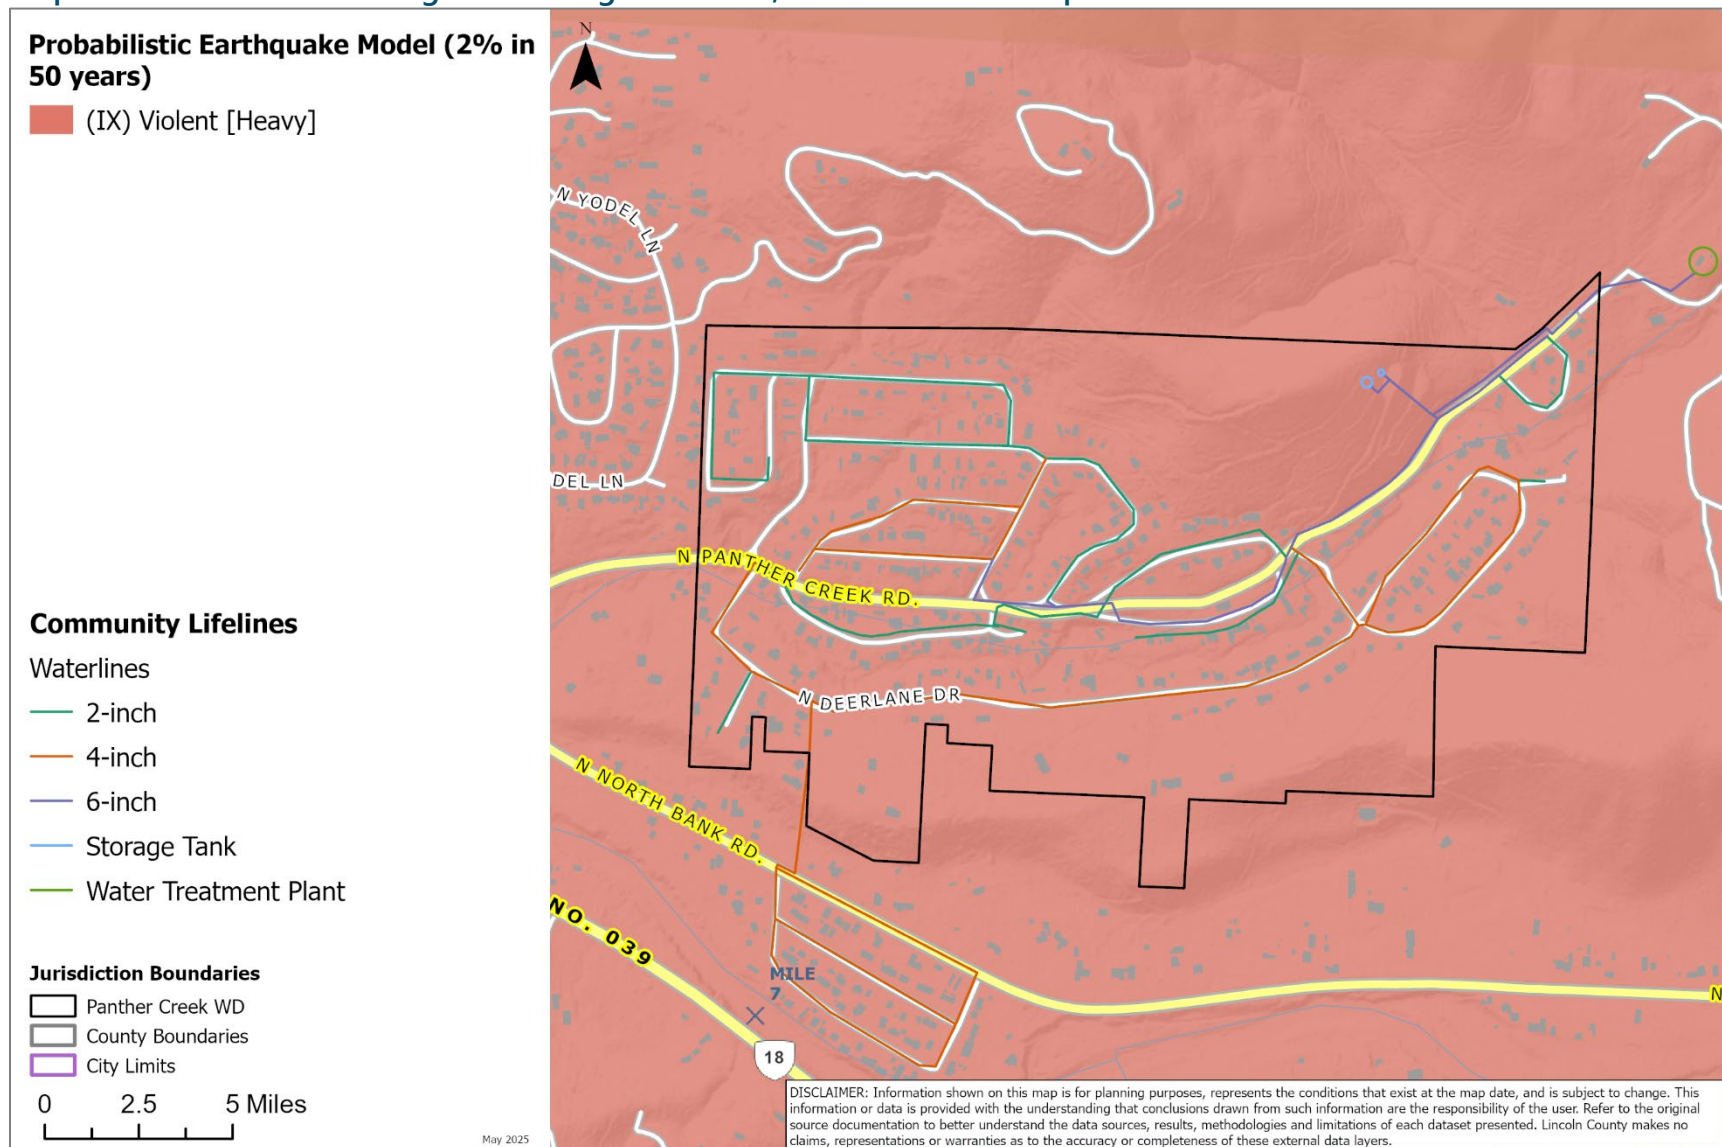 Probabilistic Earthquake Model (2% in
50 years)
(IX) Violent [Heavy]
Community Lifelines
Waterlines
2-inch
4-inch
6-inch
Storage Tank
Water Treatment Plant
Jurisdiction Boundaries
Panther Creek WD
County Boundaries
City Limits
0 2.5 5 Miles
May 2025
N
N YODEL LN
DEL LN
N PANTHER CREEK RD.
N DEERLANE DR
N NORTH BANK RD.
NO. 039
MILE
7
18
N
DISCLAIMER: Information shown on this map is for planning purposes, represents the conditions that exist at the map date, and is subject to change. This
information or data is provided with the understanding that conclusions drawn from such information are the responsibility of the user. Refer to the original
source documentation to better understand the data sources, results, methodologies and limitations of each dataset presented. Lincoln County makes no
claims, representations or warranties as to the accuracy or completeness of these external data layers.